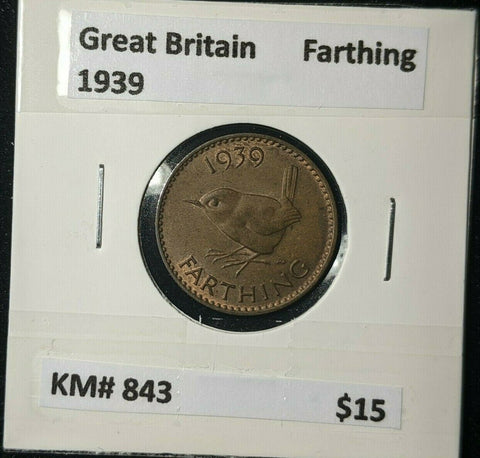 Great Britain Farthing
1939
1939
FARTHING
KM# 843
$15